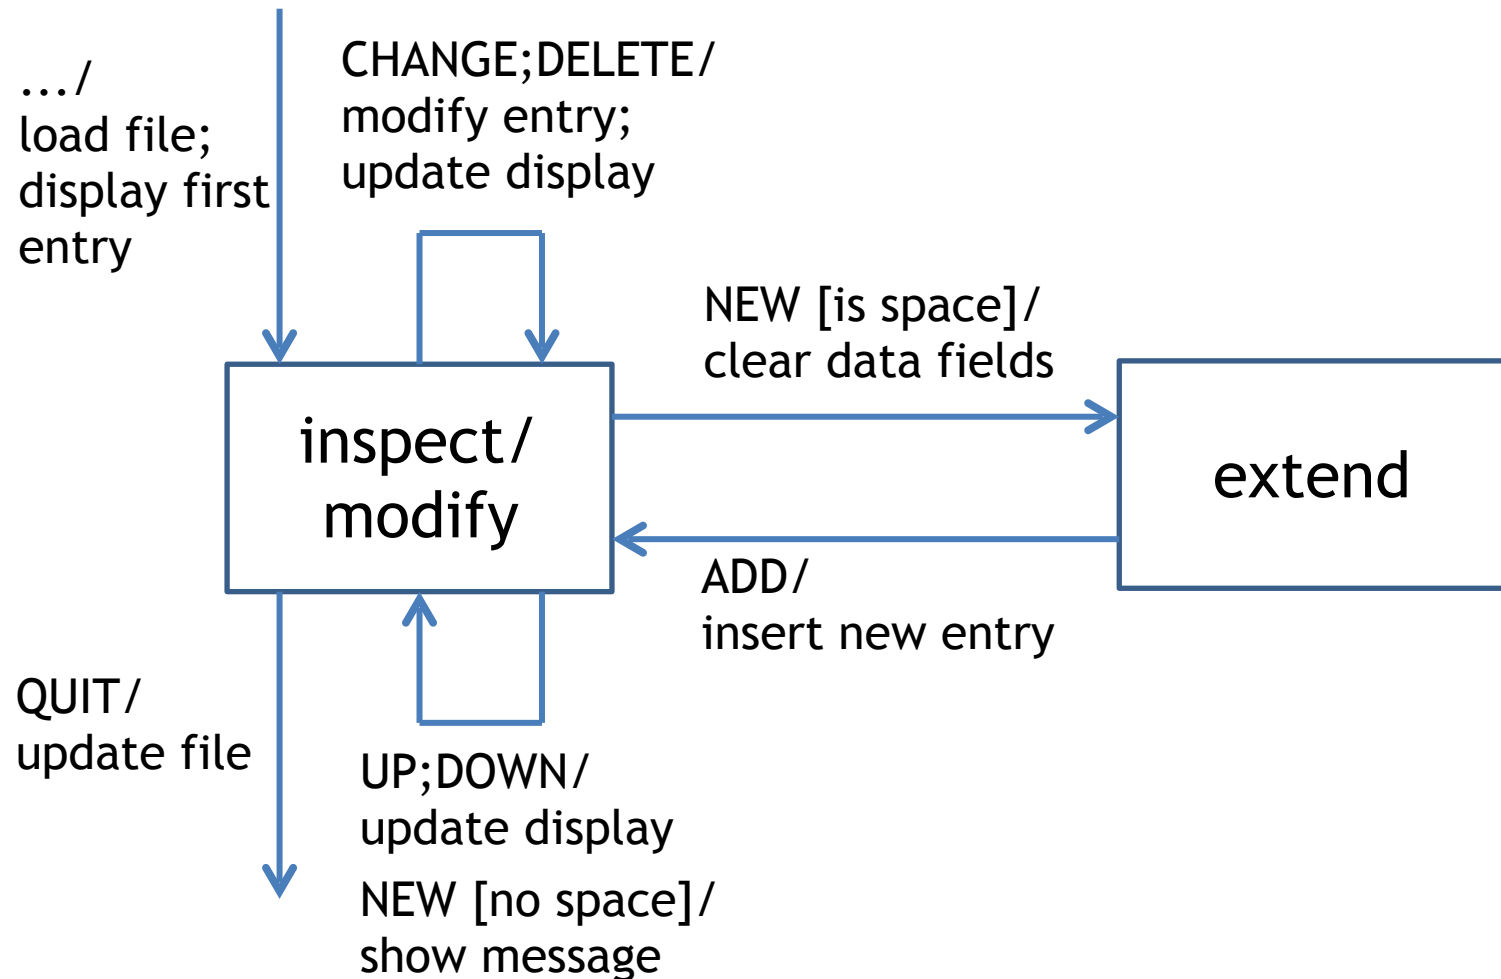 .../
load file;
display first
entry
CHANGE;DELETE/
modify entry;
update display
NEW [is space]/
clear data fields
inspect/
modify
extend
ADD/
insert new entry
QUIT/
update file
UP;DOWN/
update display
NEW [no space]/
show message